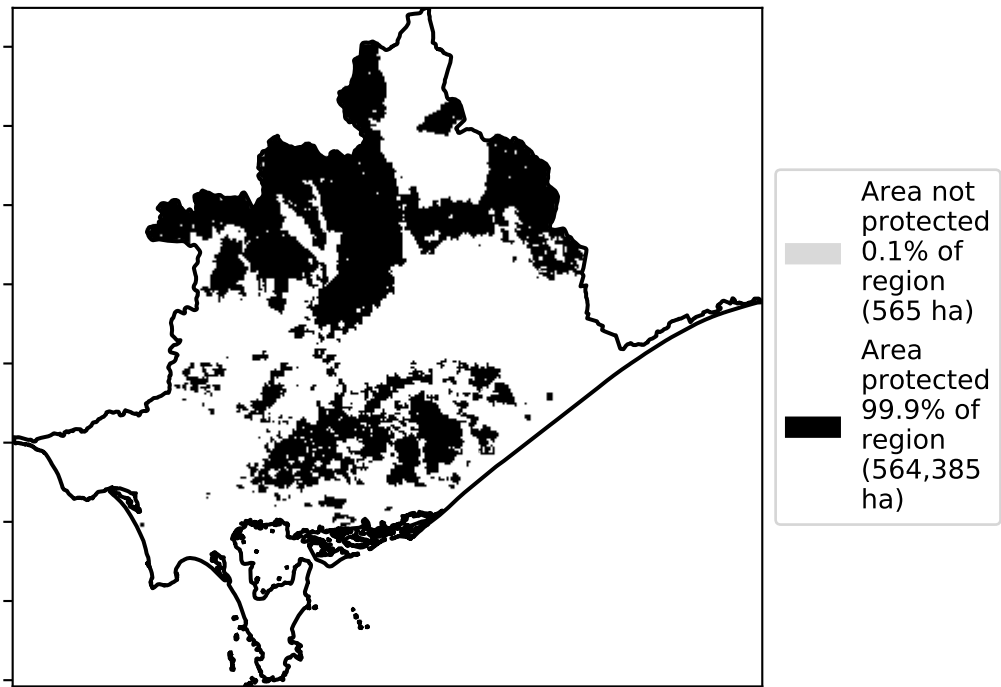 Area not
protected
0.1% of
region
(565 ha)
Area
protected
99.9% of
region
(564,385
ha)